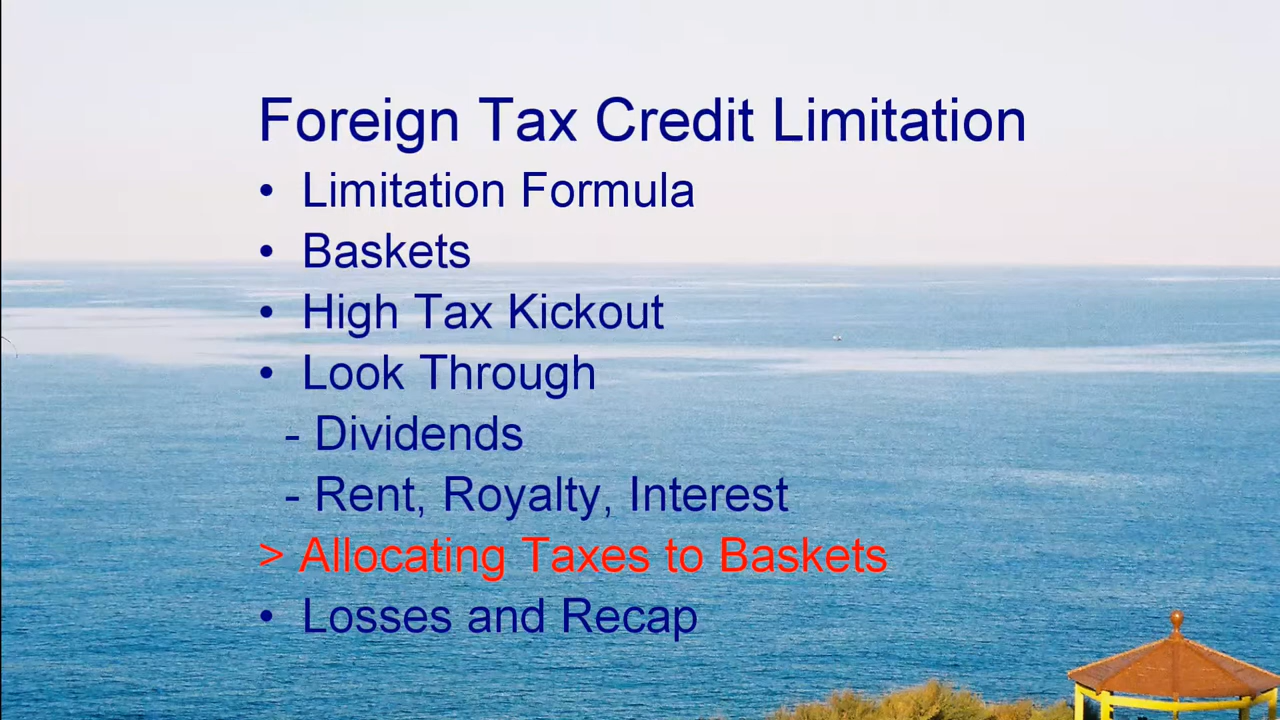 Foreign Tax Credit Limitation
• Limitation Formula
• Baskets
• High Tax Kickout
• Look Through
- Dividends
- Rent, Royalty, Interest
> Allocating Taxes to Baskets
• Losses and Recap